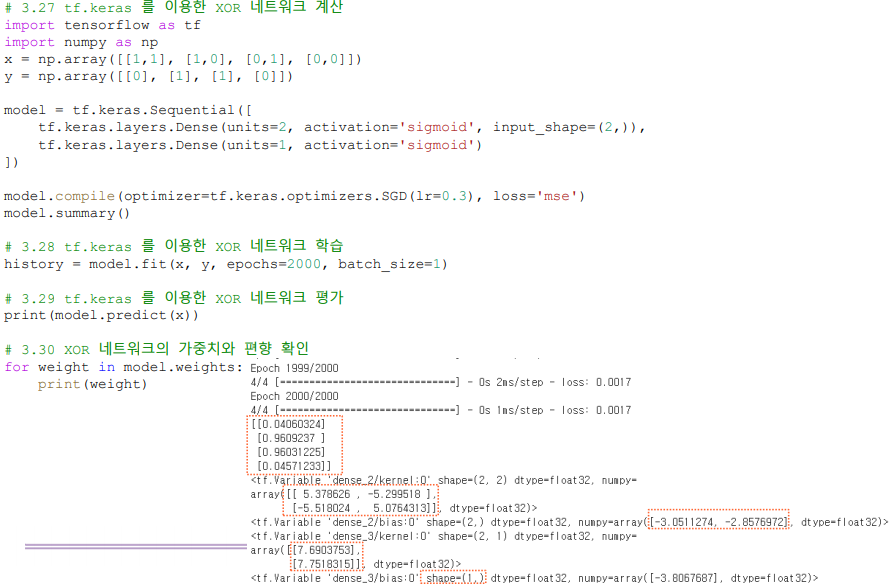 # 3.27 tf.keras 를 이용한 XOR 네트워크 계산
import tensorflow as tf
import numpy as np
x = np.array([[1,1], [1,0], [0,1], [0,0]])
y = np.array([[0], [1], [1], [0]])
model = tf.keras.Sequential([
    tf.keras.layers.Dense(units=2, activation='sigmoid', input_shape=(2,)),
    tf.keras.layers.Dense(units=1, activation='sigmoid')
])
model.compile(optimizer=tf.keras.optimizers.SGD(lr=0.3), loss='mse')
model.summary()
# 3.28 tf.keras 를 이용한 XOR 네트워크 학습
history = model.fit(x, y, epochs=2000, batch_size=1)
# 3.29 tf.keras 를 이용한 XOR 네트워크 평가
print(model.predict(x))
# 3.30 XOR 네트워크의 가중치와 편향 확인
for weight in model.weights:
    print(weight)
Epoch 1999/2000
4/4 [==============================] - 0s 2ms/step - loss: 0.0017
Epoch 2000/2000
4/4 [==============================] - 0s 1ms/step - loss: 0.0017
[[0.04060324]
 [0.9609237 ]
 [0.96031225]
 [0.04571233]]
<tf.Variable 'dense_2/kernel:0' shape=(2, 2) dtype=float32, numpy=
array([[ 5.378626 , -5.299518 ],
       [-5.518024 ,  5.0764313]], dtype=float32)>
<tf.Variable 'dense_2/bias:0' shape=(2,) dtype=float32, numpy=array([-3.0511274, -2.8576972], dtype=float32)>
<tf.Variable 'dense_3/kernel:0' shape=(2, 1) dtype=float32, numpy=
array([[7.6903753],
       [7.7518315]], dtype=float32)>
<tf.Variable 'dense_3/bias:0' shape=(1,) dtype=float32, numpy=array([-3.8067687], dtype=float32)>